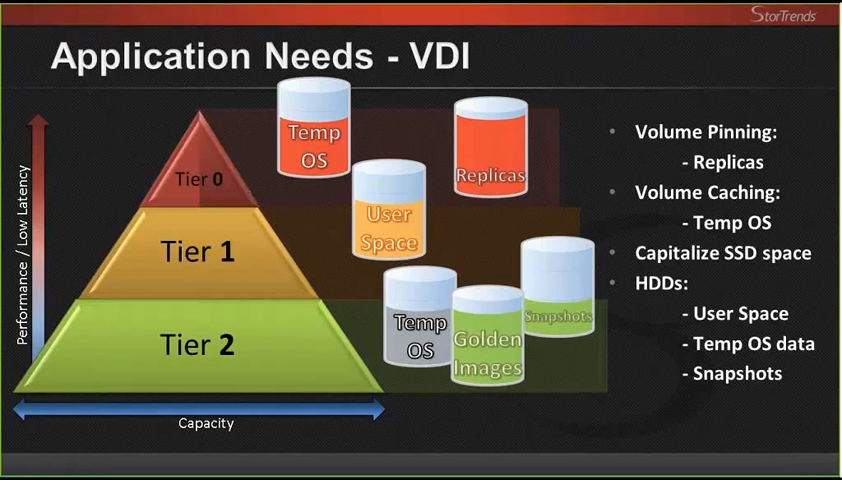 StorTrends
Application Needs - VDI
Performance / Low Latency
Tier 0
Tier 1
Tier 2
Capacity
Temp
OS
Replicas
User
Space
Temp
OS
Golden
Images
Snapshots
• Volume Pinning:
- Replicas
• Volume Caching:
- Temp OS
• Capitalize SSD space
• HDDs:
- User Space
- Temp OS data
- Snapshots